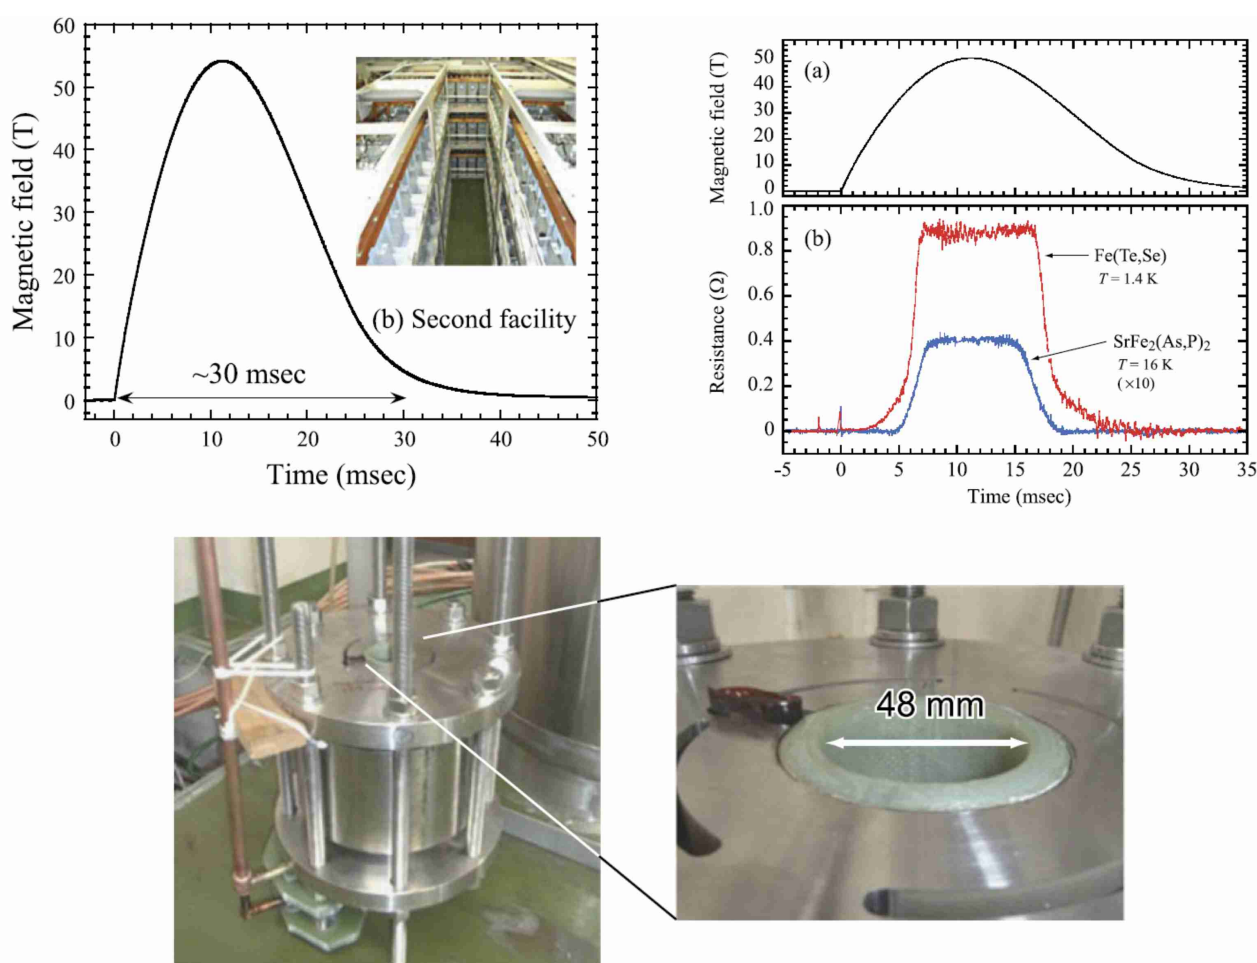 60
50
40
30
20
10
0
Magnetic field (T)
(b) Second facility
~30 msec
0 10 20 30 40 50
Time (msec)
(a)
50
40
30
20
10
0
Magnetic field (T)
(b)
1.0
0.8
0.6
0.4
0.2
0
Resistance (Ω)
Fe(Te,Se)
T = 1.4 K
SrFe₂(As,P)₂
T = 16 K
(×10)
-5 0 5 10 15 20 25 30 35
Time (msec)
48 mm